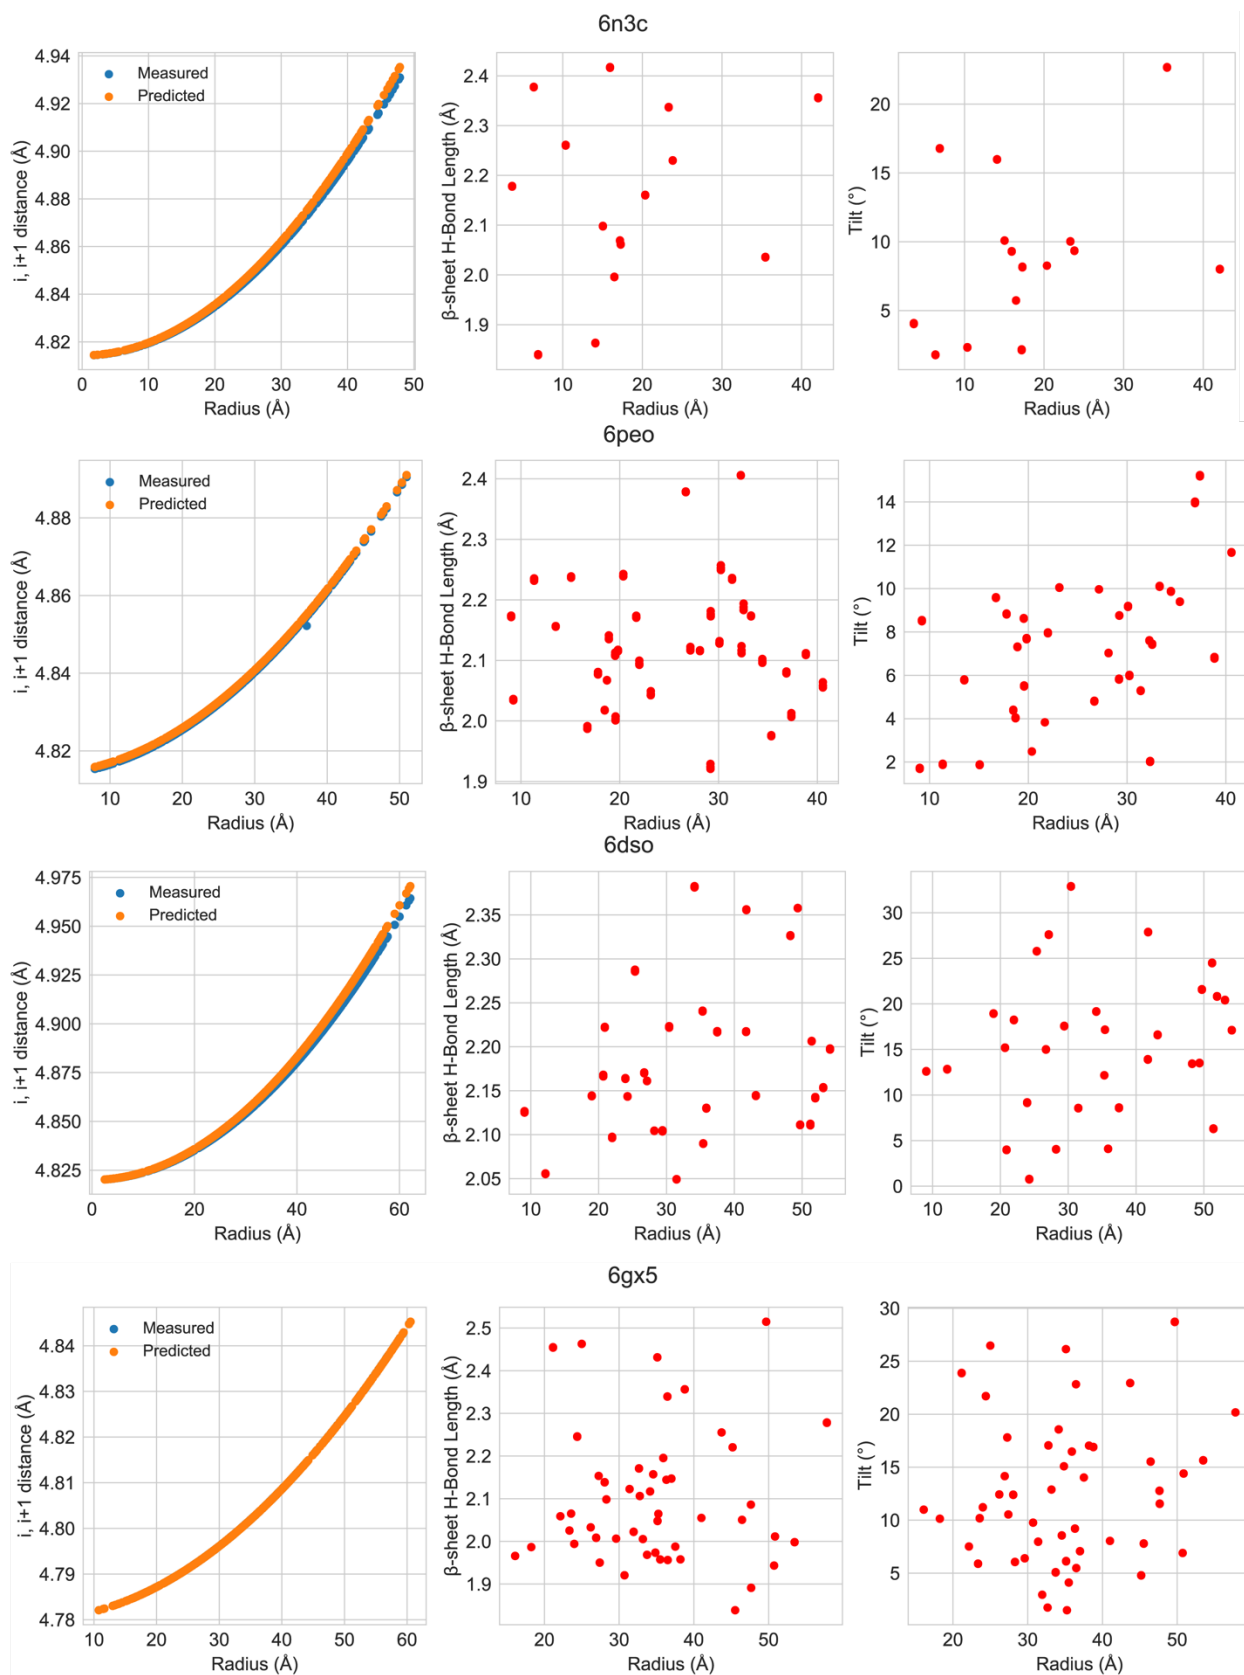 6n3c
4.94
4.92
4.90
4.88
4.86
4.84
4.82
i, i+1 distance (Å)
Measured
Predicted
0 10 20 30 40 50
Radius (Å)
2.4
2.3
2.2
2.1
2.0
1.9
β-sheet H-Bond Length (Å)
10 20 30 40
Radius (Å)
20
15
10
5
Tilt (°)
10 20 30 40
Radius (Å)
6peo
4.88
4.86
4.84
4.82
i, i+1 distance (Å)
Measured
Predicted
10 20 30 40 50
Radius (Å)
2.4
2.3
2.2
2.1
2.0
1.9
β-sheet H-Bond Length (Å)
10 20 30 40
Radius (Å)
14
12
10
8
6
4
2
Tilt (°)
10 20 30 40
Radius (Å)
6dso
4.975
4.950
4.925
4.900
4.875
4.850
4.825
i, i+1 distance (Å)
Measured
Predicted
0 20 40 60
Radius (Å)
2.35
2.30
2.25
2.20
2.15
2.10
2.05
β-sheet H-Bond Length (Å)
10 20 30 40 50
Radius (Å)
30
25
20
15
10
5
0
Tilt (°)
10 20 30 40 50
Radius (Å)
6gx5
4.84
4.83
4.82
4.81
4.80
4.79
4.78
i, i+1 distance (Å)
Measured
Predicted
10 20 30 40 50 60
Radius (Å)
2.5
2.4
2.3
2.2
2.1
2.0
1.9
β-sheet H-Bond Length (Å)
20 30 40 50
Radius (Å)
30
25
20
15
10
5
Tilt (°)
20 30 40 50
Radius (Å)